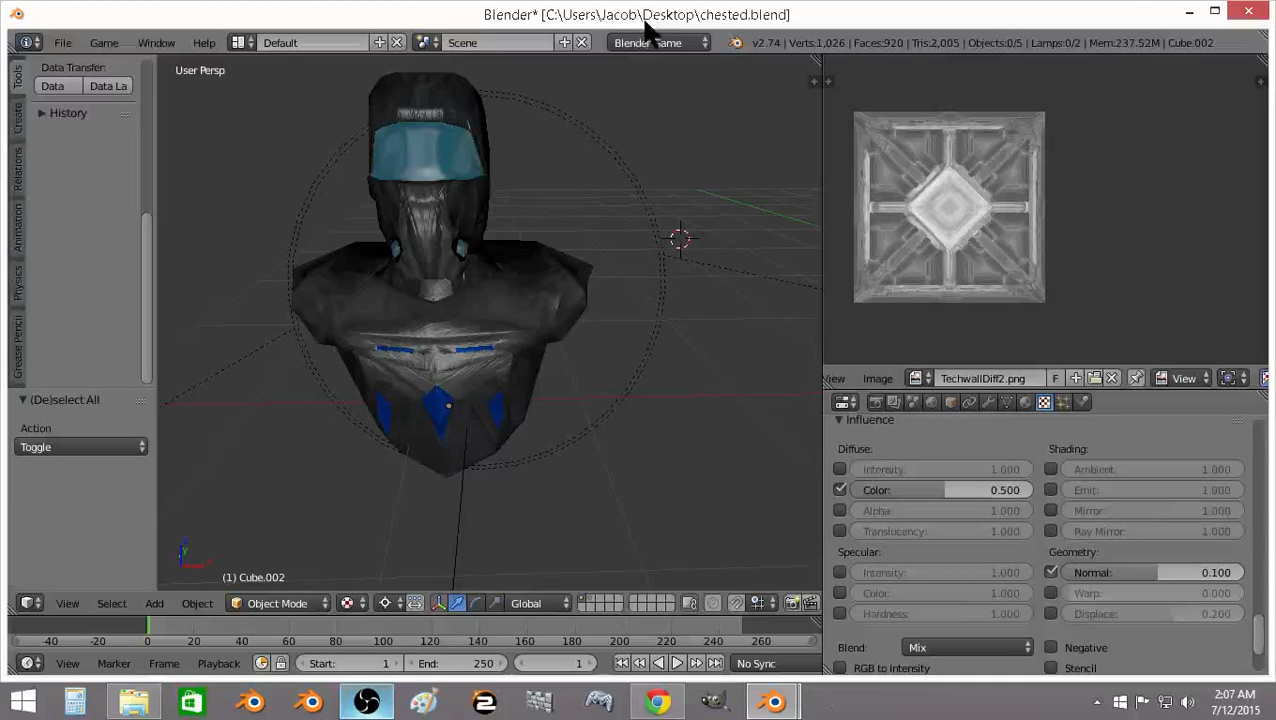 Blender* [C:\Users\Jacob\Desktop\chested.blend]
File Game Window Help Default Scene Blender Game v2.74 | Verts:1,026 | Faces:920 | Tris:2,005 | Objects:0/5 | Lamps:0/2 | Mem:237.52M | Cube.002
Data Transfer:
Data Data La
History
Tools
Create
Relations
Animation
Grease Pencil
(De)select All
Action
Toggle
User Persp
(1) Cube.002
View Select Add Object Object Mode Global
iew Image TechwallDiff2.png F View
Influence
Diffuse: Shading:
Intensity: 1.000 Ambient: 1.000
Color: 0.500 Emit: 1.000
Alpha: 1.000 Mirror: 1.000
Translucency: 1.000 Ray Mirror: 1.000
Specular: Geometry:
Intensity: 1.000 Normal: 0.100
Color: 1.000 Warp: 0.000
Hardness: 1.000 Displace: 0.200
Blend: Mix Negative
RGB to Intensity Stencil
-40 -20 0 20 40 60 80 100 120 140 160 180 200 220 240 260
View Marker Frame Playback Start: 1 End: 250 1 No Sync
2:07 AM
7/12/2015